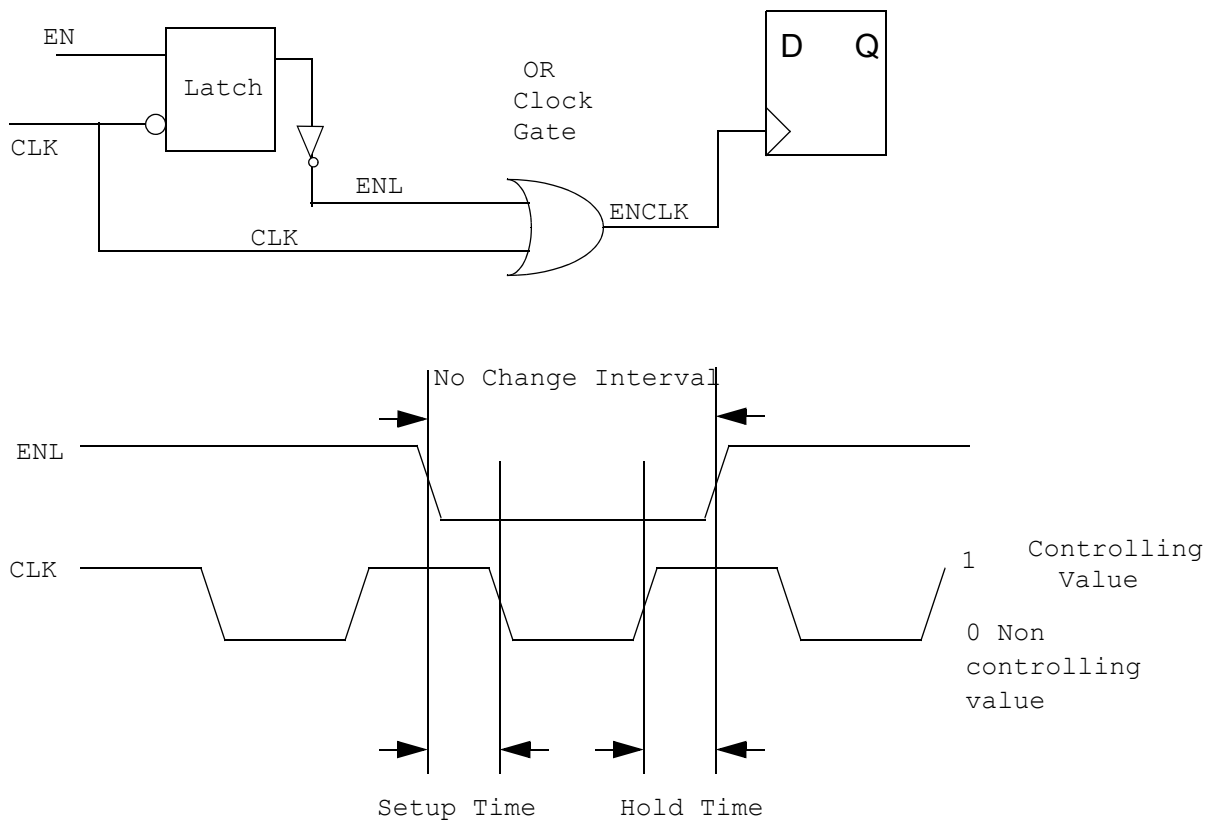 EN
Latch
CLK
OR
Clock
Gate
D Q
ENL
ENCLK
CLK
No Change Interval
ENL
CLK
1
Controlling
Value
0 Non
controlling
value
Setup Time
Hold Time